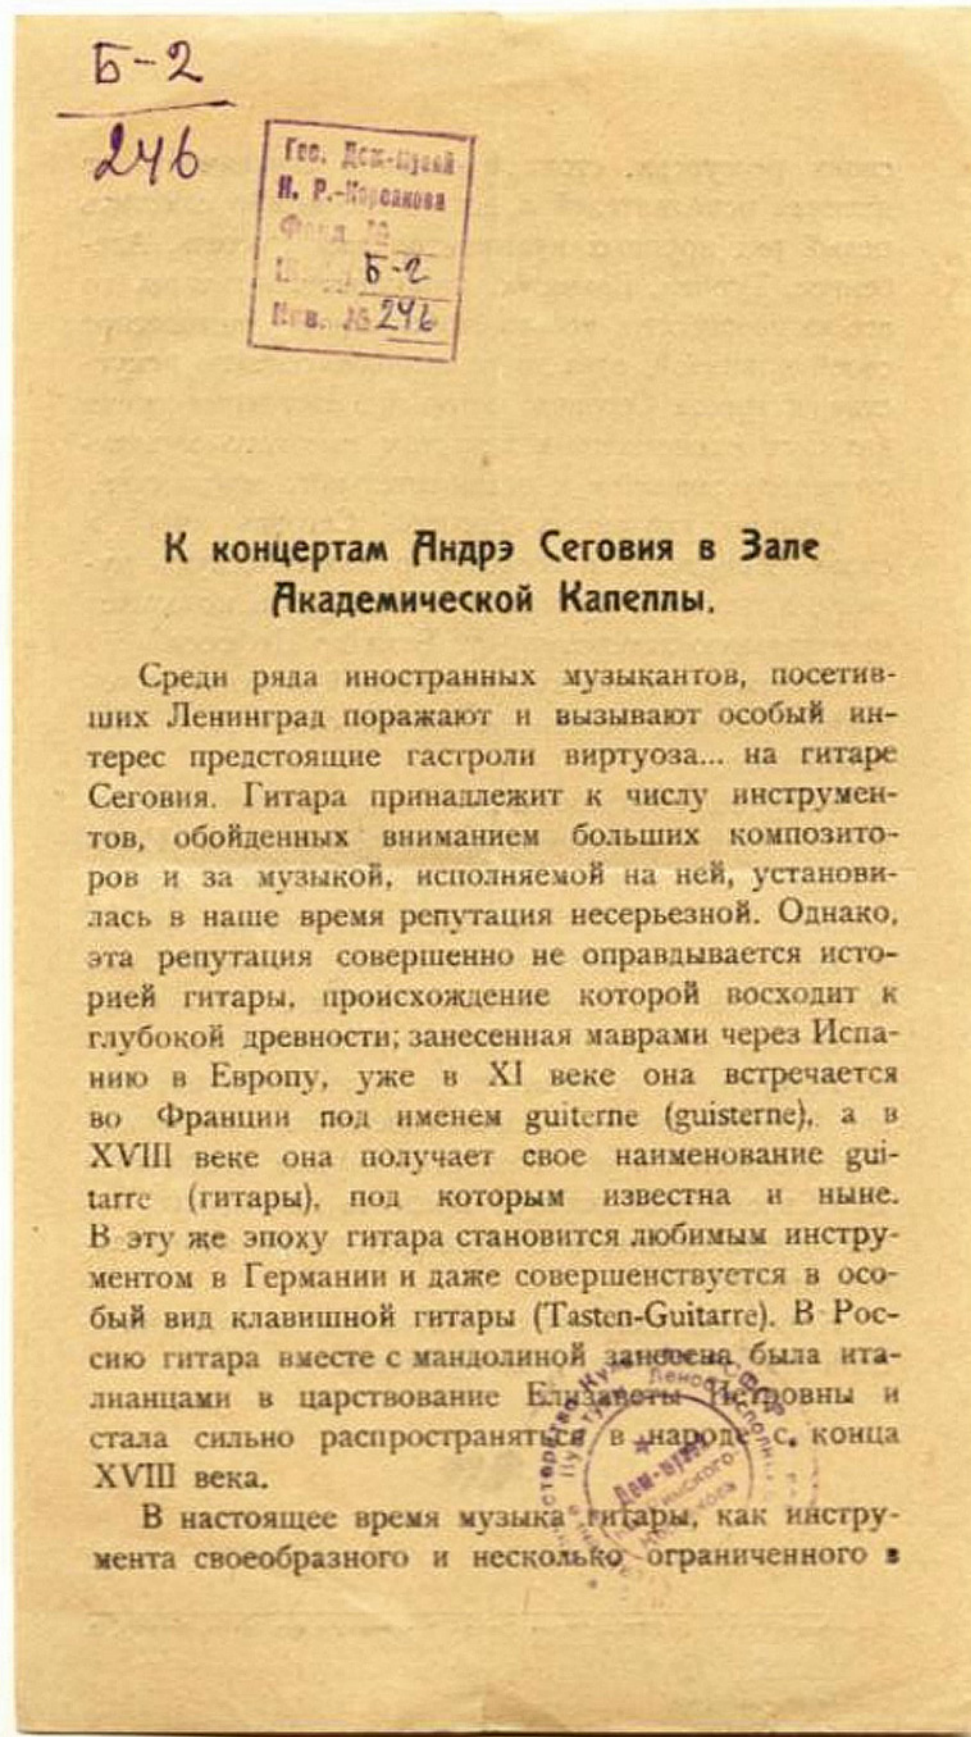 Б-2
246
Гос. Дом-Музей
Н. Р.-Корсакова
Фонд №
Б-2
Инв. № 246
К концертам Андрэ Сеговия в Зале
Академической Капеллы.
Среди ряда иностранных музыкантов, посетив-
ших Ленинград поражают и вызывают особый ин-
терес предстоящие гастроли виртуоза... на гитаре
Сеговия. Гитара принадлежит к числу инструмен-
тов, обойденных вниманием больших композито-
ров и за музыкой, исполняемой на ней, установи-
лась в наше время репутация несерьезной. Однако,
эта репутация совершенно не оправдывается исто-
рией гитары, происхождение которой восходит к
глубокой древности; занесенная маврами через Испа-
нию в Европу, уже в XI веке она встречается
во Франции под именем guiterne (guisterne), а в
XVIII веке она получает свое наименование gui-
tarre (гитары), под которым известна и ныне.
В эту же эпоху гитара становится любимым инстру-
ментом в Германии и даже совершенствуется в осо-
бый вид клавишной гитары (Tasten-Guitarre). В Рос-
сию гитара вместе с мандолиной занесена была ита-
лианцами в царствование Елизаветы Петровны и
стала сильно распространяться в народе с конца
XVIII века.
В настоящее время музыка гитары, как инстру-
мента своеобразного и несколько ограниченного в
Дом-музей